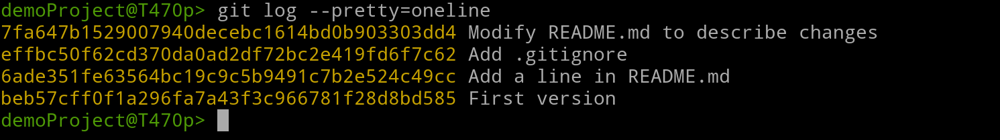 demoProject@T470p> git log --pretty=oneline
7fa647b1529007940decebc1614bd0b903303dd4 Modify README.md to describe changes
effbc50f62cd370da0ad2df72bc2e419fd6f7c62 Add .gitignore
6ade351fe63564bc19c9c5b9491c7b2e524c49cc Add a line in README.md
beb57cff0f1a296fa7a43f3c966781f28d8bd585 First version
demoProject@T470p>